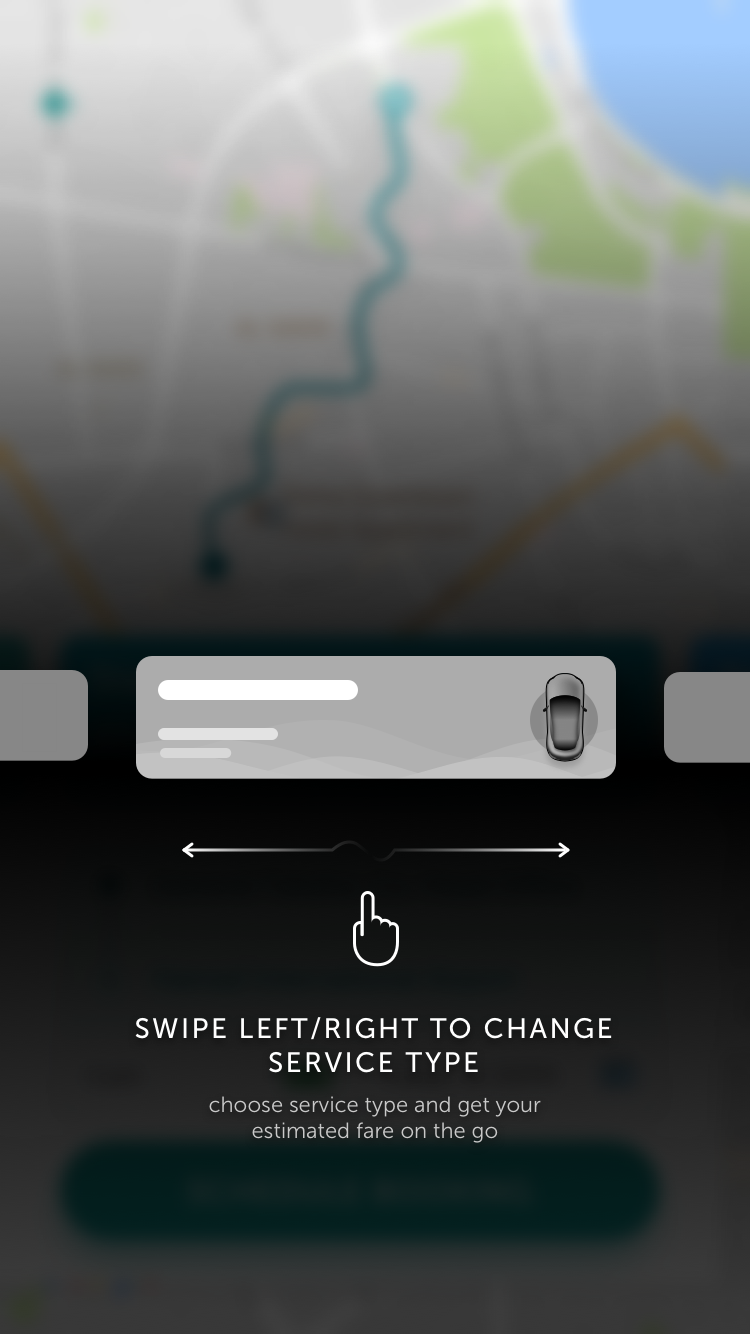 SWIPE LEFT/RIGHT TO CHANGE
SERVICE TYPE
choose service type and get your
estimated fare on the go